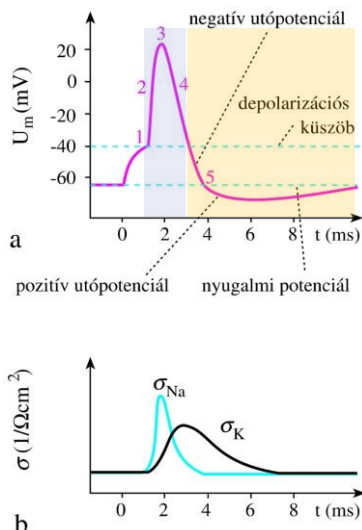 negatív utópotenciál
U_m (mV)
20
0
-20
-40
-60
1
2
3
4
5
depolarizációs
küszöb
0 2 4 6 8 t (ms)
a
pozitív utópotenciál
nyugalmi potenciál
σ (1/Ωcm²)
σ_Na
σ_K
0 2 4 6 8 10 t (ms)
b